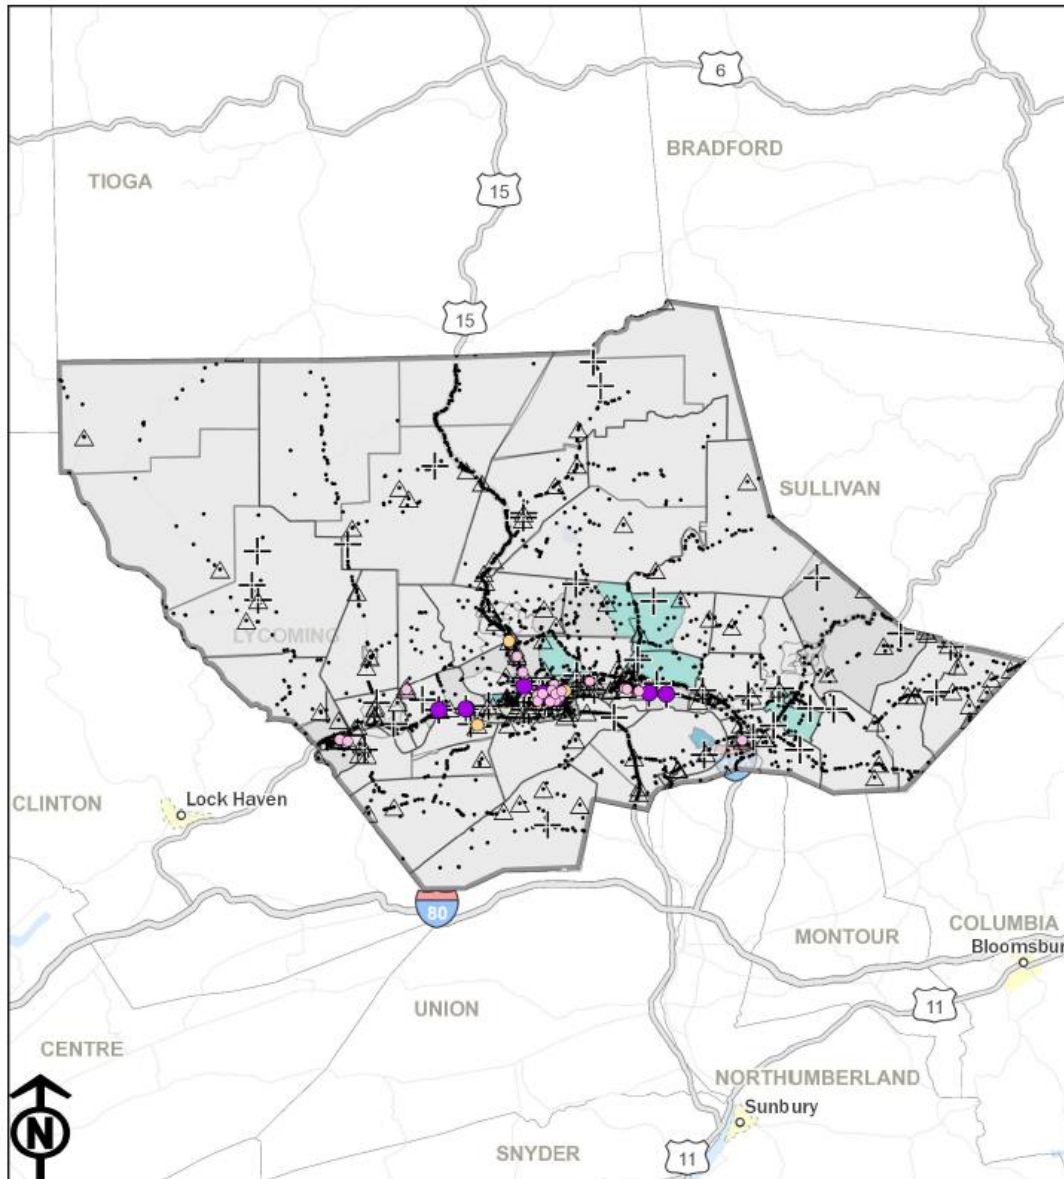 6
BRADFORD
TIOGA
15
15
SULLIVAN
LYCOMING
CLINTON
Lock Haven
80
COLUMBIA
MONTOUR
Bloomsbur
UNION
11
CENTRE
NORTHUMBERLAND
Sunbury
N
SNYDER
11